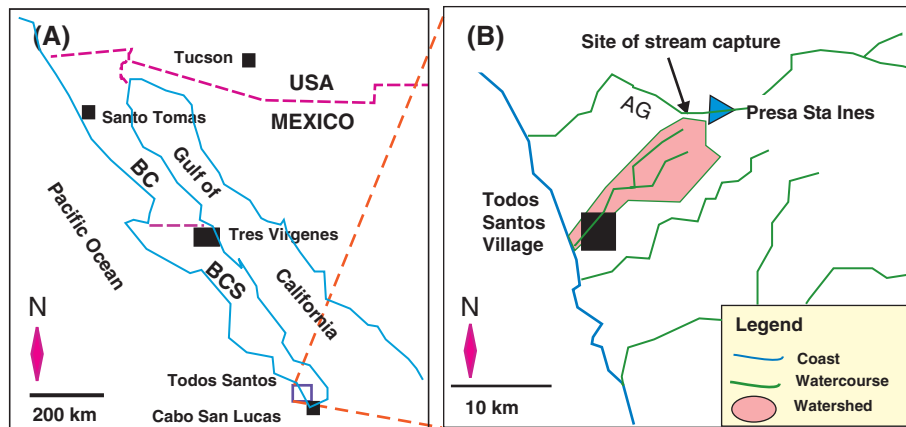 (A)
Tucson
USA
MEXICO
Santo Tomas
BC
Gulf of
California
Pacific Ocean
Tres Virgenes
BCS
N
200 km
Todos Santos
Cabo San Lucas
(B)
Site of stream capture
AG
Presa Sta Ines
Todos
Santos
Village
N
10 km
Legend
Coast
Watercourse
Watershed